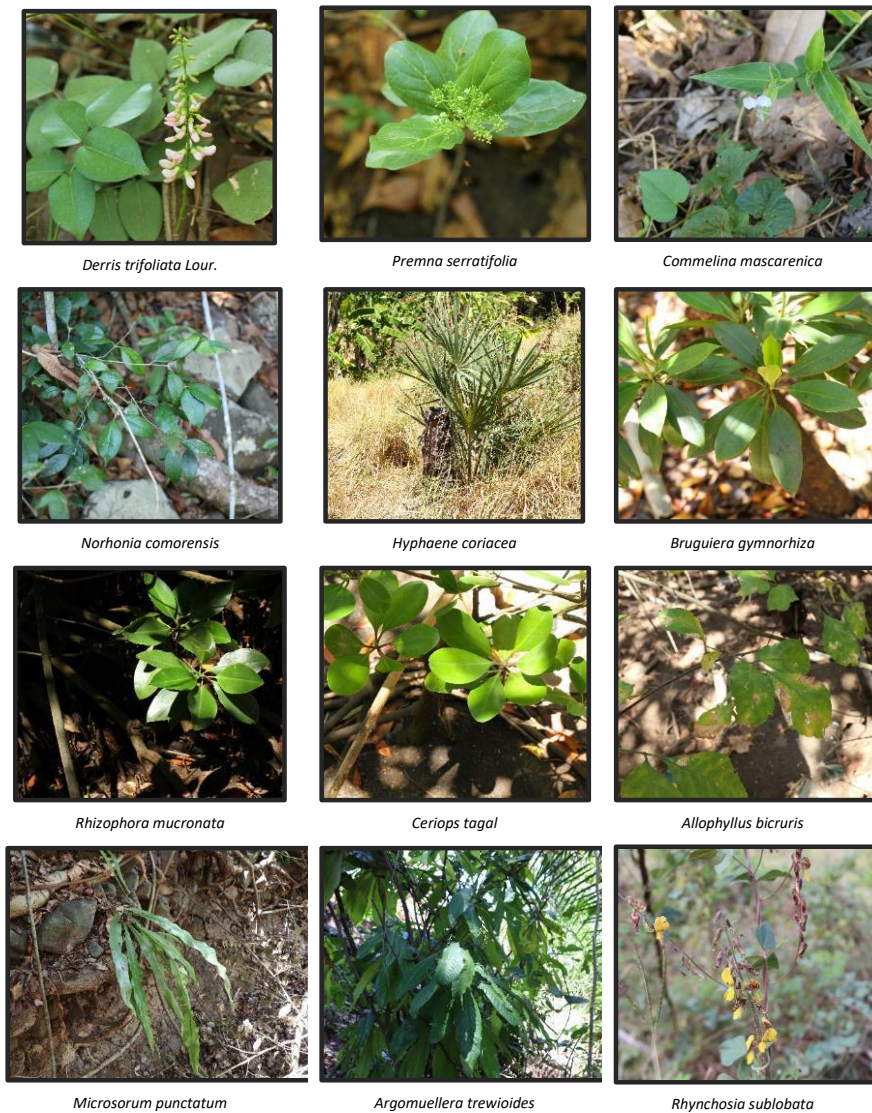 Derris trifoliata Lour.
Premna serratifolia
Commelina mascarenica
Norhonia comorensis
Hyphaene coriacea
Bruguiera gymnorhiza
Rhizophora mucronata
Ceriops tagal
Allophyllus bicruris
Microsorum punctatum
Argomuellera trewioides
Rhynchosia sublobata